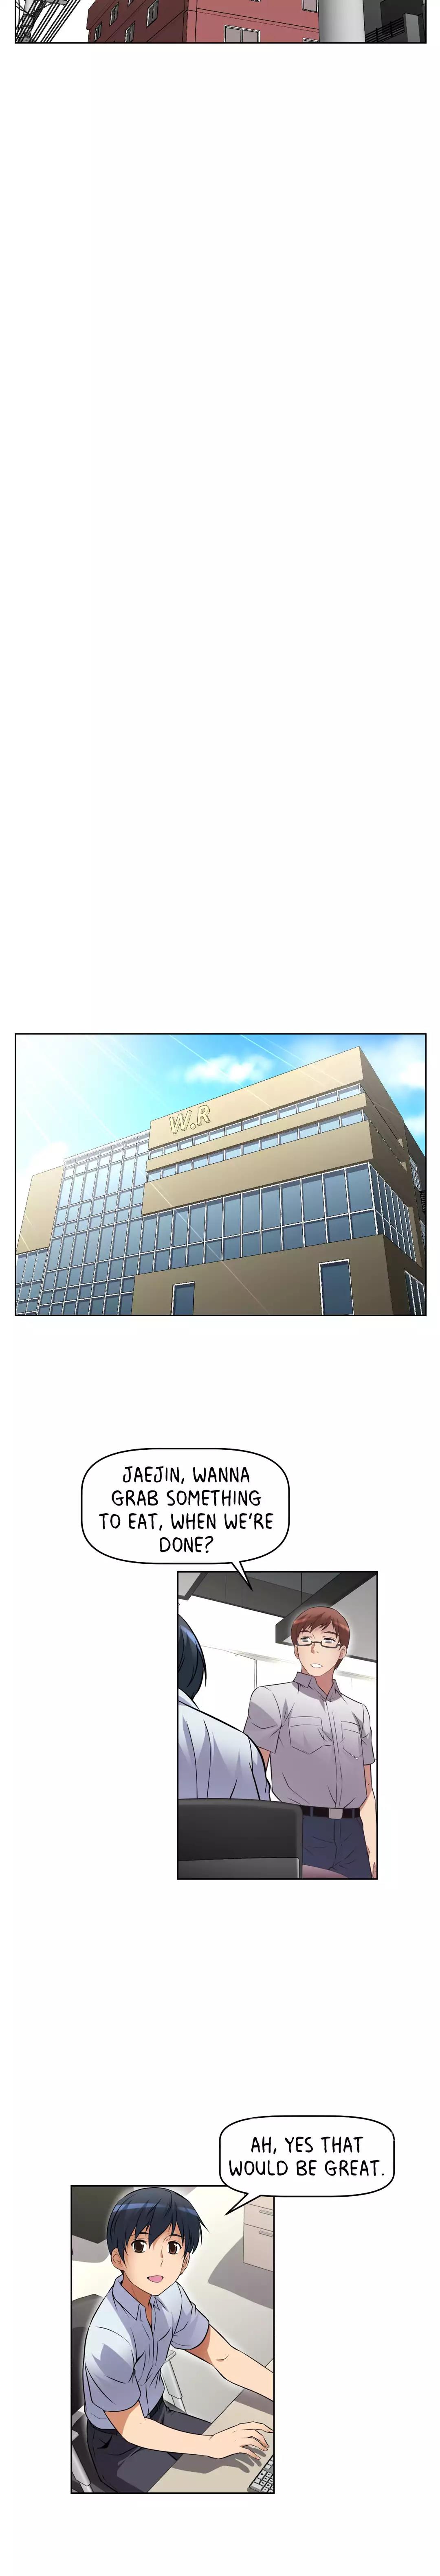 W.R
JAEJIN, WANNA
GRAB SOMETHING
TO EAT, WHEN WE'RE
DONE?
AH, YES THAT
WOULD BE GREAT.